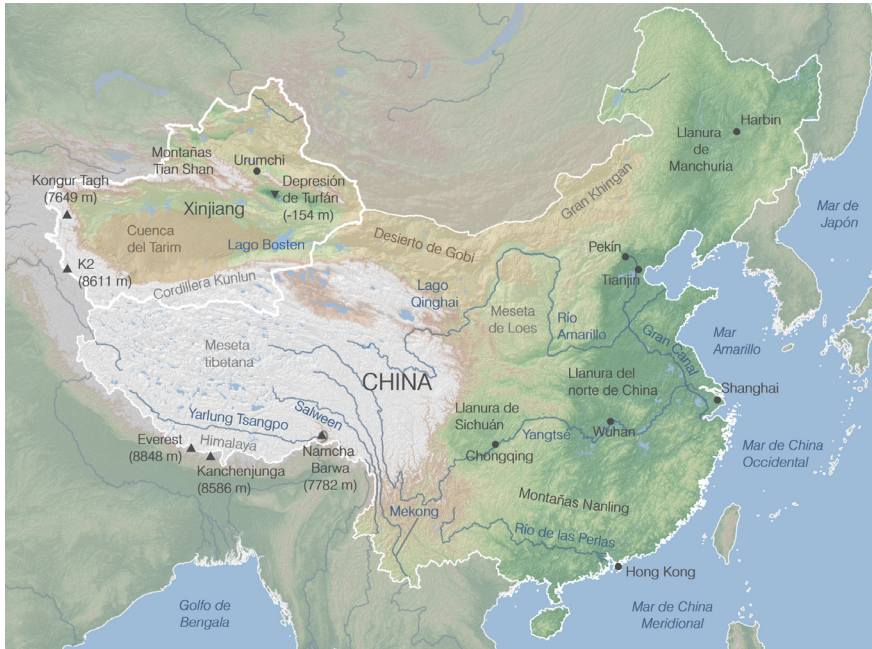 Harbin
Llanura
de
Manchuria
Montañas
Tian Shan
Urumchi
Kongur Tagh
(7649 m)
Depresión
de Turfán
(-154 m)
Xinjiang
Gran Khingan
Mar de
Japón
Cuenca
del Tarim
Lago Bosten
Desierto de Gobi
Pekín
Tianjin
K2
(8611 m)
Cordillera Kunlun
Lago
Qinghai
Meseta
de Loes
Río
Amarillo
Gran Canal
Mar
Amarillo
Meseta
tibetana
CHINA
Llanura del
norte de China
Shanghai
Yarlung Tsangpo
Salween
Llanura de
Sichuán
Yangtsé
Wuhan
Chongqing
Everest
(8848 m)
Himalaya
Kanchenjunga
(8586 m)
Namcha
Barwa
(7782 m)
Mar de China
Occidental
Mekong
Montañas Nanling
Río de las Perlas
Hong Kong
Golfo de
Bengala
Mar de China
Meridional